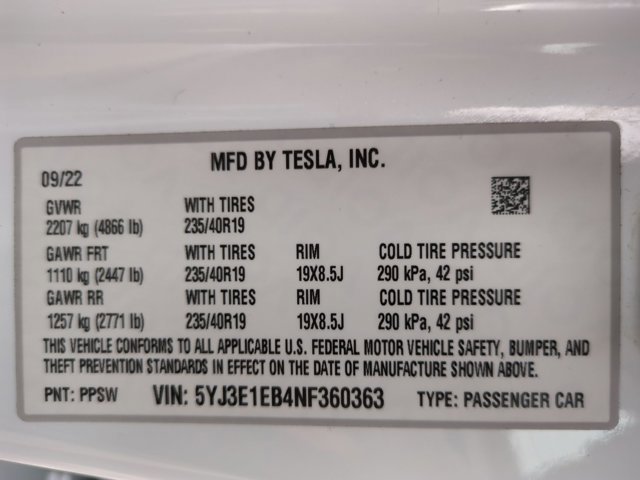 MFD BY TESLA, INC.
09/22
GVWR WITH TIRES
2207 kg (4866 lb) 235/40R19
GAWR FRT WITH TIRES RIM COLD TIRE PRESSURE
1110 kg (2447 lb) 235/40R19 19X8.5J 290 kPa, 42 psi
GAWR RR WITH TIRES RIM COLD TIRE PRESSURE
1257 kg (2771 lb) 235/40R19 19X8.5J 290 kPa, 42 psi
THIS VEHICLE CONFORMS TO ALL APPLICABLE U.S. FEDERAL MOTOR VEHICLE SAFETY, BUMPER, AND
THEFT PREVENTION STANDARDS IN EFFECT ON THE DATE OF MANUFACTURE SHOWN ABOVE.
PNT: PPSW VIN: 5YJ3E1EB4NF360363 TYPE: PASSENGER CAR